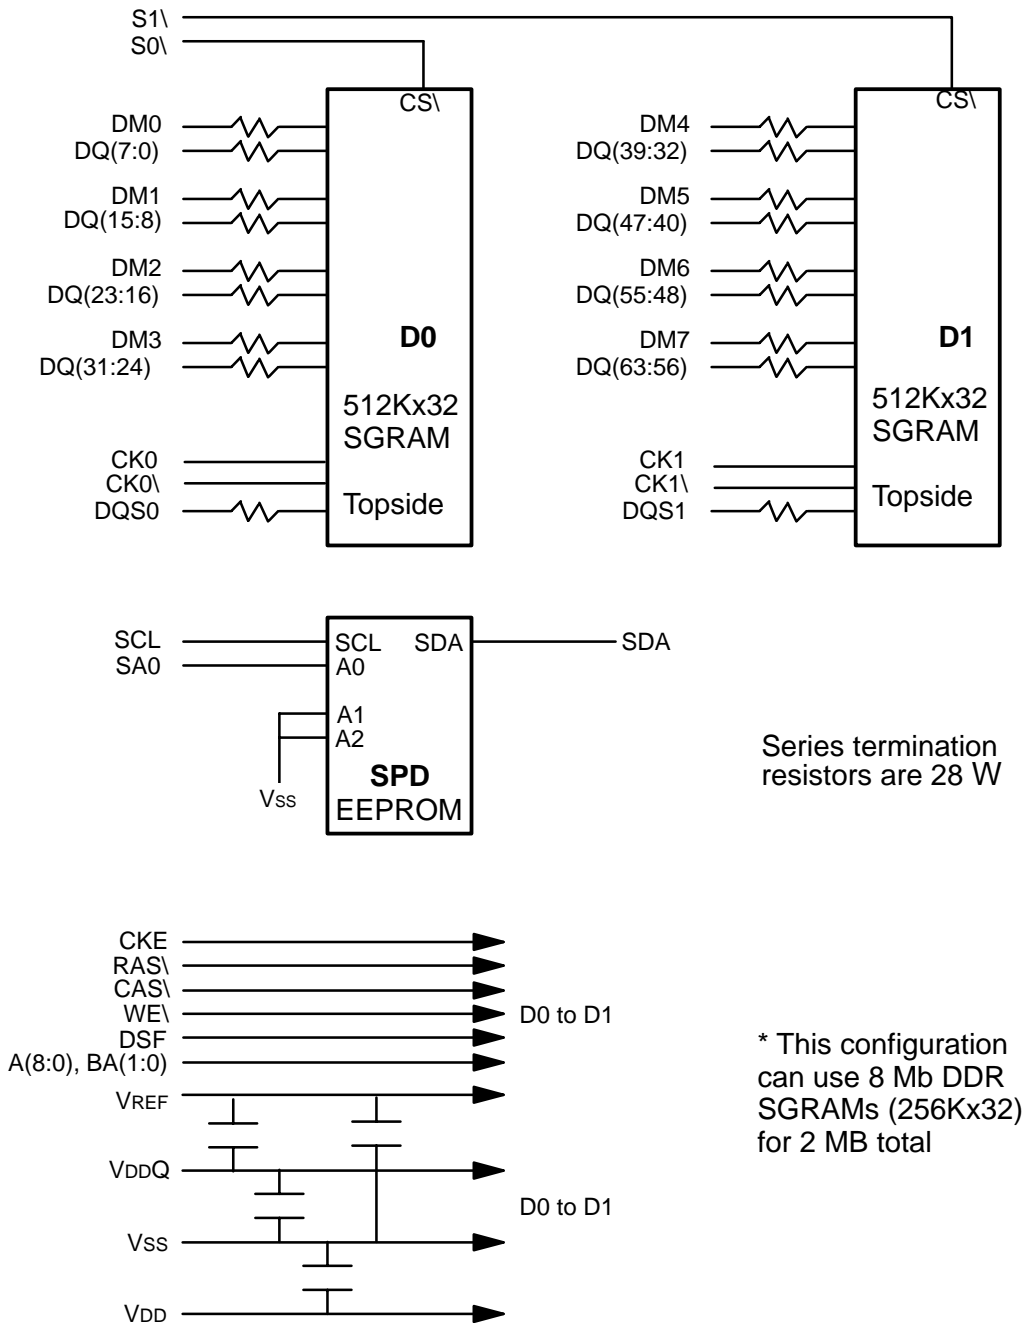 S1\
S0\
CS\
DM0
DQ(7:0)
DM1
DQ(15:8)
DM2
DQ(23:16)
DM3
DQ(31:24)
D0
512Kx32
SGRAM
CK0
CK0\
DQS0
Topside
CS\
DM4
DQ(39:32)
DM5
DQ(47:40)
DM6
DQ(55:48)
DM7
DQ(63:56)
D1
512Kx32
SGRAM
CK1
CK1\
DQS1
Topside
SCL
SA0
SCL SDA
A0
SDA
A1
A2
VSS
SPD
EEPROM
Series termination
resistors are 28 W
CKE
RAS\
CAS\
WE\
DSF
A(8:0), BA(1:0)
D0 to D1
VREF
VDDQ
VSS
VDD
D0 to D1
* This configuration
can use 8 Mb DDR
SGRAMs (256Kx32)
for 2 MB total